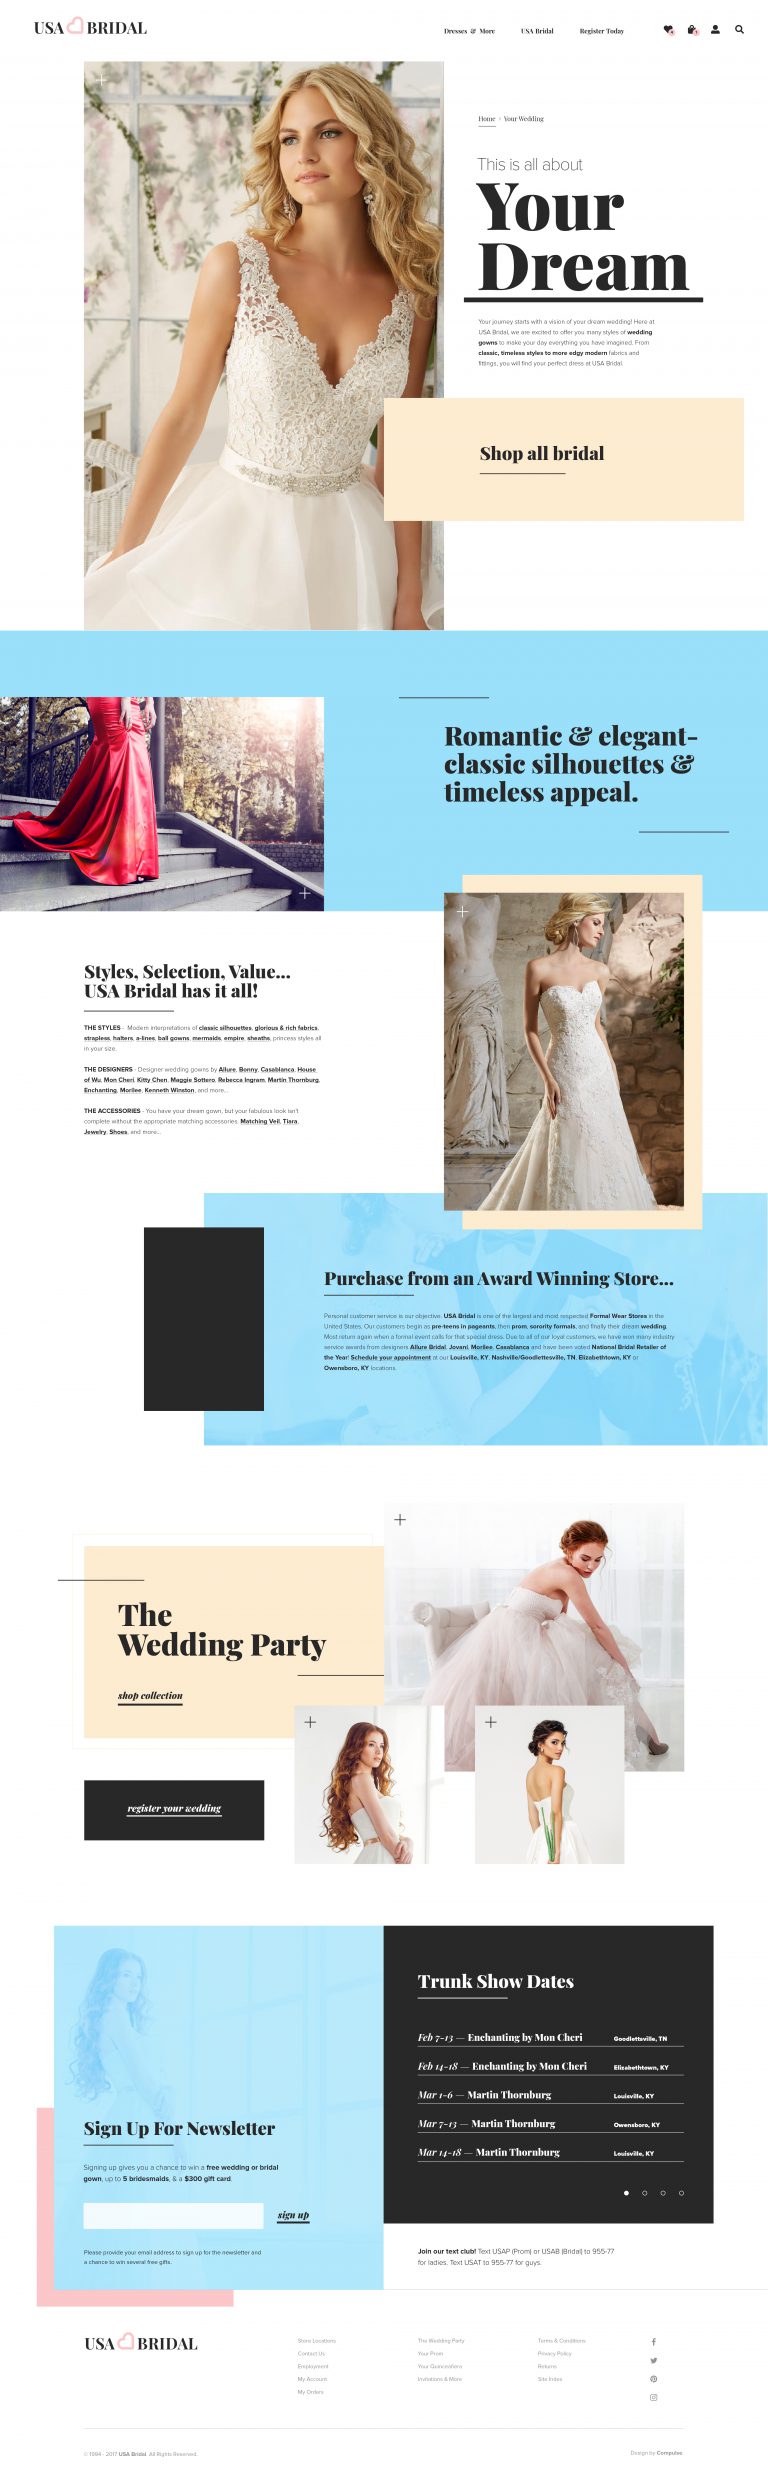 USA BRIDAL
Dresses & More USA Bridal Register Today
Home › Your Wedding
This is all about
Your
Dream
Your journey starts with a vision of your dream wedding! Here at
USA Bridal, we are excited to offer you many styles of wedding
gowns to make your day everything you have imagined. From
classic, timeless styles to more edgy modern fabrics and
fittings, you will find your perfect dress at USA Bridal.
Shop all bridal
Romantic & elegant-
classic silhouettes &
timeless appeal.
Styles, Selection, Value...
USA Bridal has it all!
THE STYLES - Modern interpretations of classic silhouettes, glorious & rich fabrics,
strapless, halters, a-lines, ball gowns, mermaids, empire, sheaths, princess styles all
in your size.
THE DESIGNERS - Designer wedding gowns by Allure, Bonny, Casablanca, House
of Wu, Mon Cheri, Kitty Chen, Maggie Sottero, Rebecca Ingram, Martin Thornburg,
Enchanting, Morilee, Kenneth Winston, and more...
THE ACCESSORIES - You have your dream gown, but your fabulous look isn't
complete without the appropriate matching accessories. Matching Veil, Tiara,
Jewelry, Shoes, and more...
Purchase from an Award Winning Store...
Personal customer service is our objective. USA Bridal is one of the largest and most respected Formal Wear Stores in the
United States. Our customers begin as pre-teens in pageants, then prom, sorority formals, and finally their dream wedding.
Most return again when a formal event calls for that special dress. Due to all of our loyal customers, we have won many industry
service awards from designers Allure Bridal, Jovani, Morilee, Casablanca and have been voted National Bridal Retailer of
the Year! Schedule your appointment at our Louisville, KY, Nashville/Goodlettesville, TN, Elizabethtown, KY or
Owensboro, KY locations.
The
Wedding Party
shop collection
register your wedding
Trunk Show Dates
Feb 7-13 — Enchanting by Mon Cheri Goodlettsville, TN
Feb 14-18 — Enchanting by Mon Cheri Elizabethtown, KY
Mar 1-6 — Martin Thornburg Louisville, KY
Mar 7-13 — Martin Thornburg Owensboro, KY
Mar 14-18 — Martin Thornburg Louisville, KY
Sign Up For Newsletter
Signing up gives you a chance to win a free wedding or bridal
gown, up to 5 bridesmaids, & a $300 gift card.
sign up
Please provide your email address to sign up for the newsletter and
a chance to win several free gifts.
Join our text club! Text USAP (Prom) or USAB (Bridal) to 955-77
for ladies. Text USAT to 955-77 for guys.
USA BRIDAL
Store Locations
Contact Us
Employment
My Account
My Orders
The Wedding Party
Your Prom
Your Quinceañera
Invitations & More
Terms & Conditions
Privacy Policy
Returns
Site Index
© 1994 - 2017 USA Bridal. All Rights Reserved.
Design by Compulse